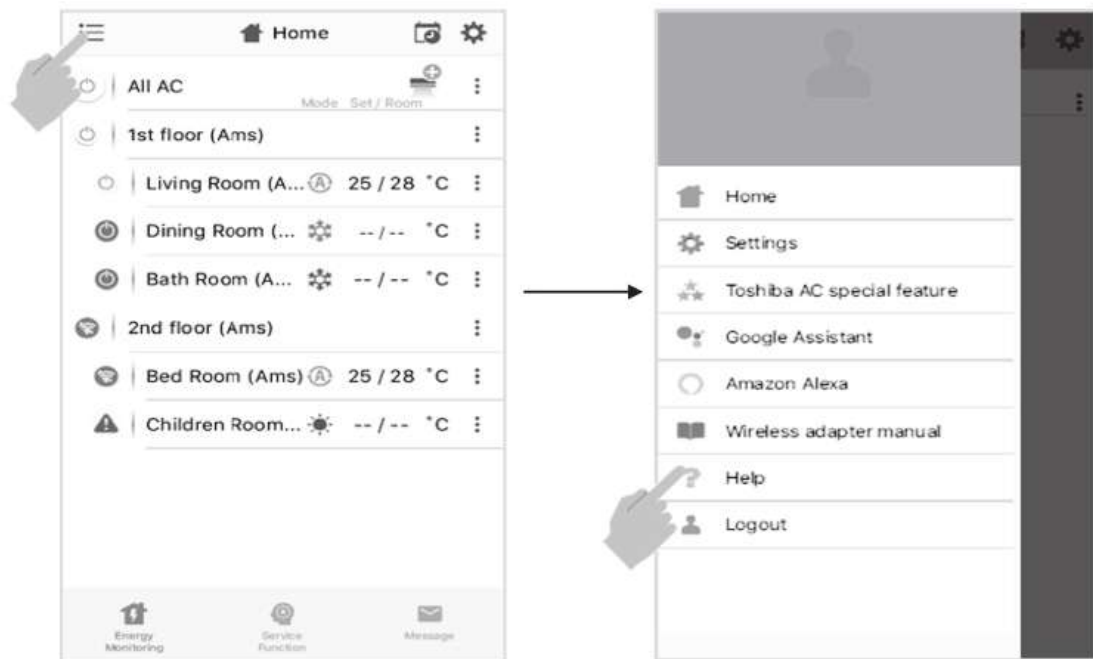 Home
All AC
Mode Set / Room
1st floor (Ams)
Living Room (A... A 25 / 28 °C
Dining Room (... -- / -- °C
Bath Room (A... -- / -- °C
2nd floor (Ams)
Bed Room (Ams) A 25 / 28 °C
Children Room... -- / -- °C
Energy
Monitoring
Service
Function
Message
Home
Settings
Toshiba AC special feature
Google Assistant
Amazon Alexa
Wireless adapter manual
Help
Logout